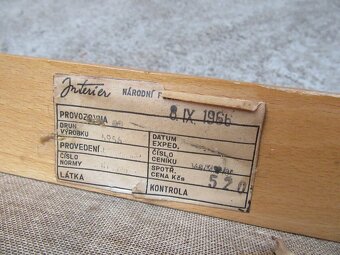 Interier NÁRODNÍ P
8. IX. 1966
PROVOZOVNA
DRUH
VÝROBKU
DATUM
EXPED.
PROVEDENÍ
ČÍSLO
CENÍKU
ČÍSLO
NORMY
SPOTŘ.
CENA Kčs 520
LÁTKA
KONTROLA